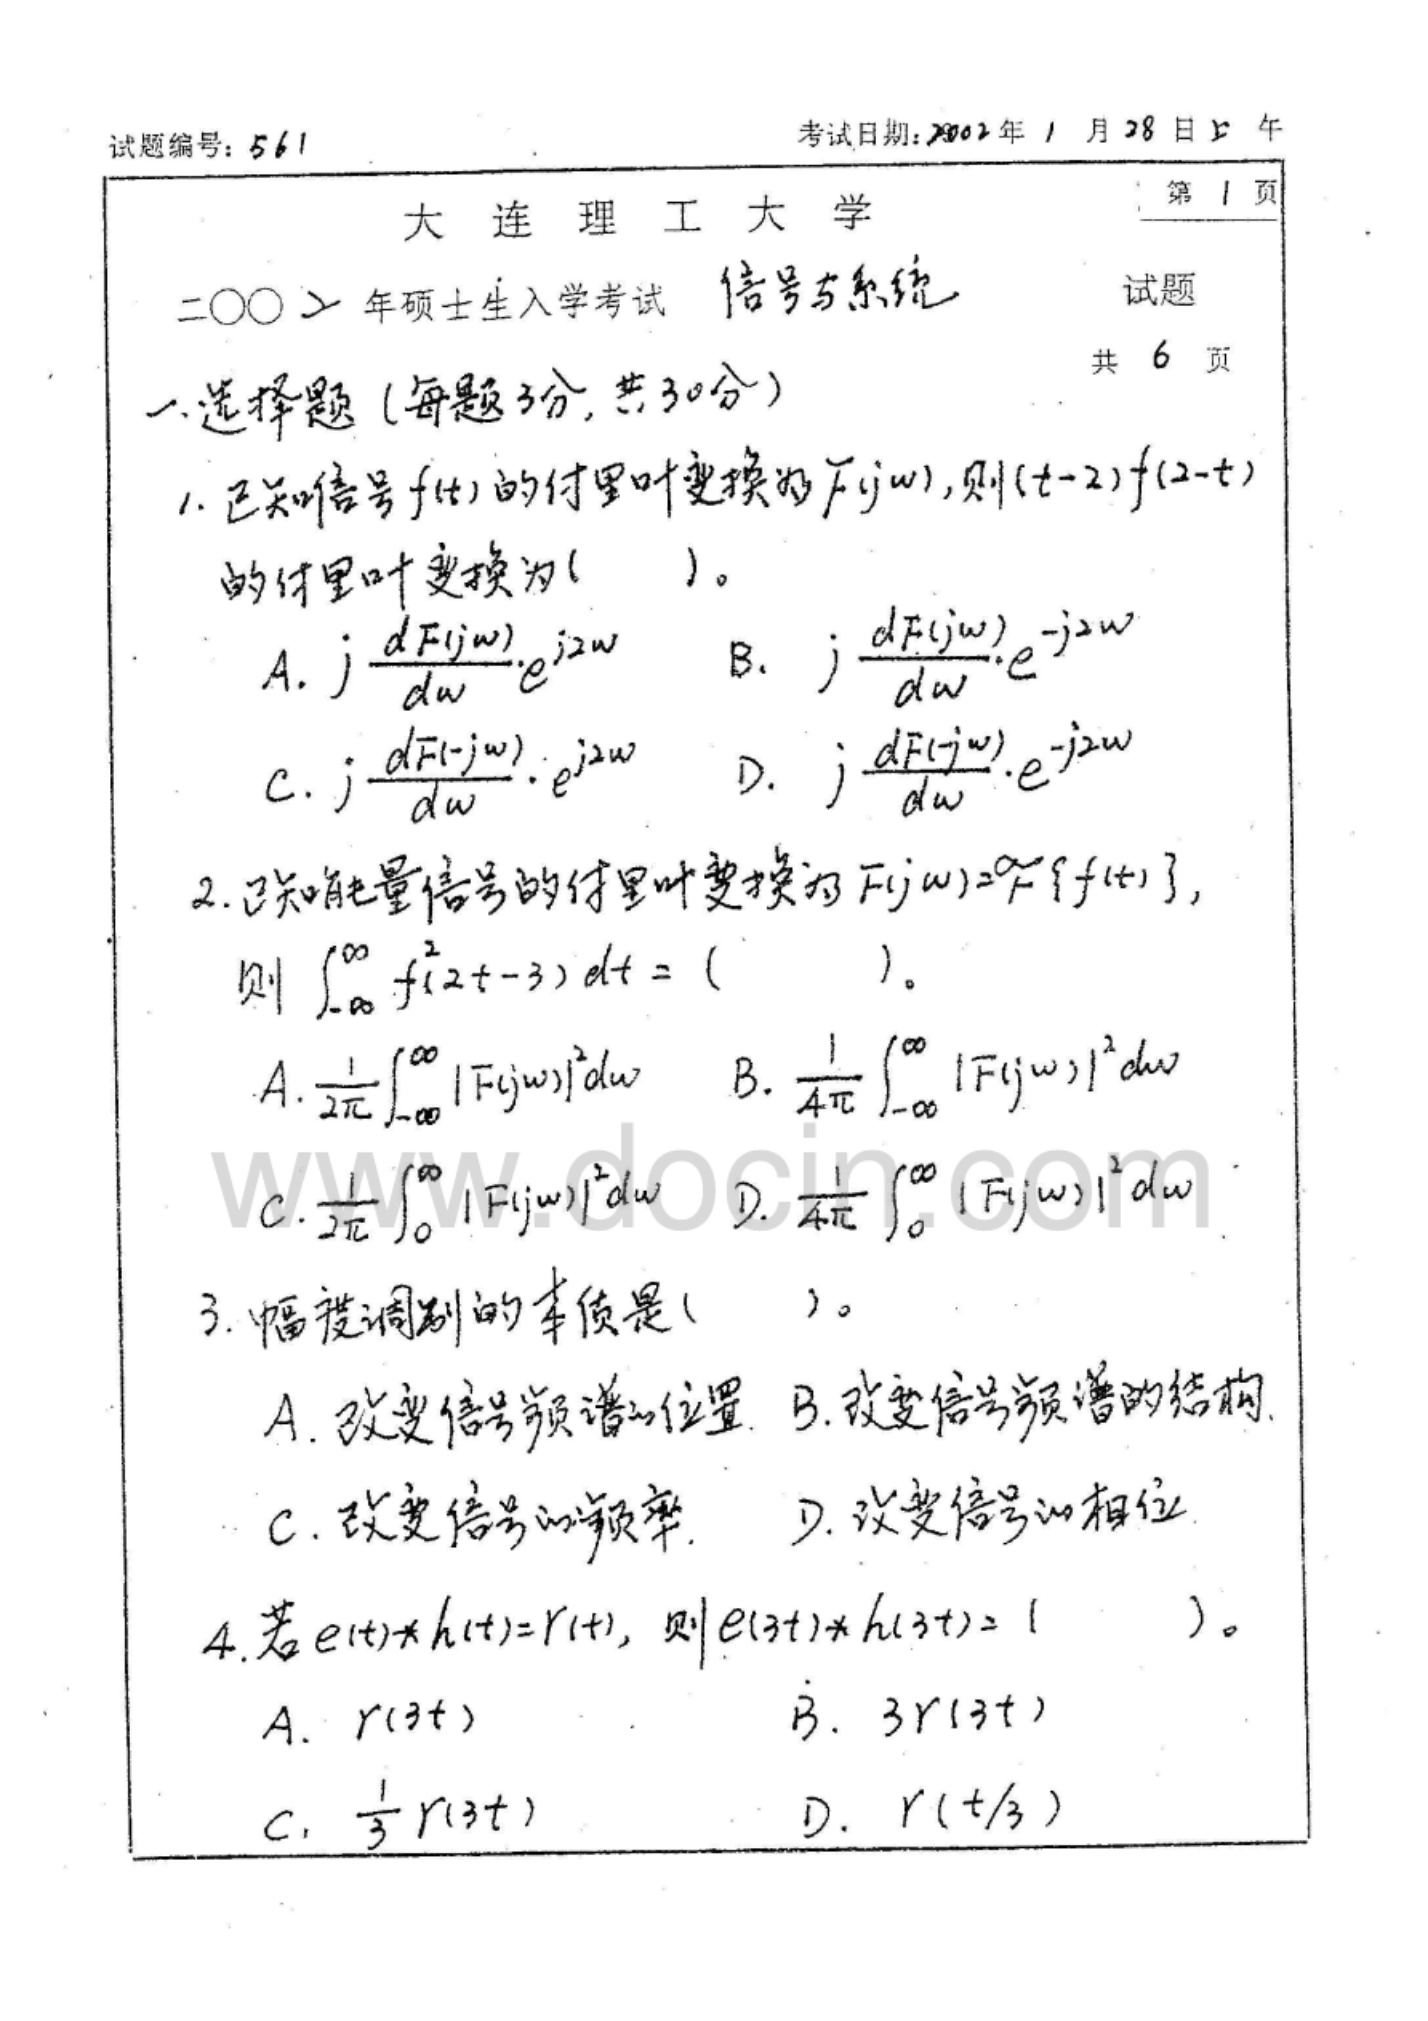 试题编号: 561 考试日期: 2002年 1 月 28 日 上 午
第 1 页
大连理工大学
二〇〇二年硕士生入学考试 信号与系统 试题
共 6 页
一.选择题 (每题3分, 共30分)
1. 已知信号f(t)的付里叶变换为F(jω), 则(t-2)f(2-t)
的付里叶变换为( )。
A. j dF(jω)/dω · e^{j2ω} B. j dF(jω)/dω · e^{-j2ω}
C. j dF(-jω)/dω · e^{j2ω} D. j dF(-jω)/dω · e^{-j2ω}
2. 已知能量信号的付里叶变换为F(jω)=ℱ{f(t)},
则 ∫_{-∞}^{∞} f²(2t-3)dt = ( )。
A. 1/2π ∫_{-∞}^{∞} |F(jω)|²dω B. 1/4π ∫_{-∞}^{∞} |F(jω)|²dω
www.docin.com
C. 1/2π ∫_{0}^{∞} |F(jω)|²dω D. 1/4π ∫_{0}^{∞} |F(jω)|²dω
3. 幅度调制的本质是( )。
A. 改变信号频谱的位置. B. 改变信号频谱的结构.
C. 改变信号的频率. D. 改变信号的相位.
4. 若e(t)*h(t)=r(t), 则e(3t)*h(3t)=( )。
A. r(3t) B. 3r(3t)
C. 1/3 r(3t) D. r(t/3)